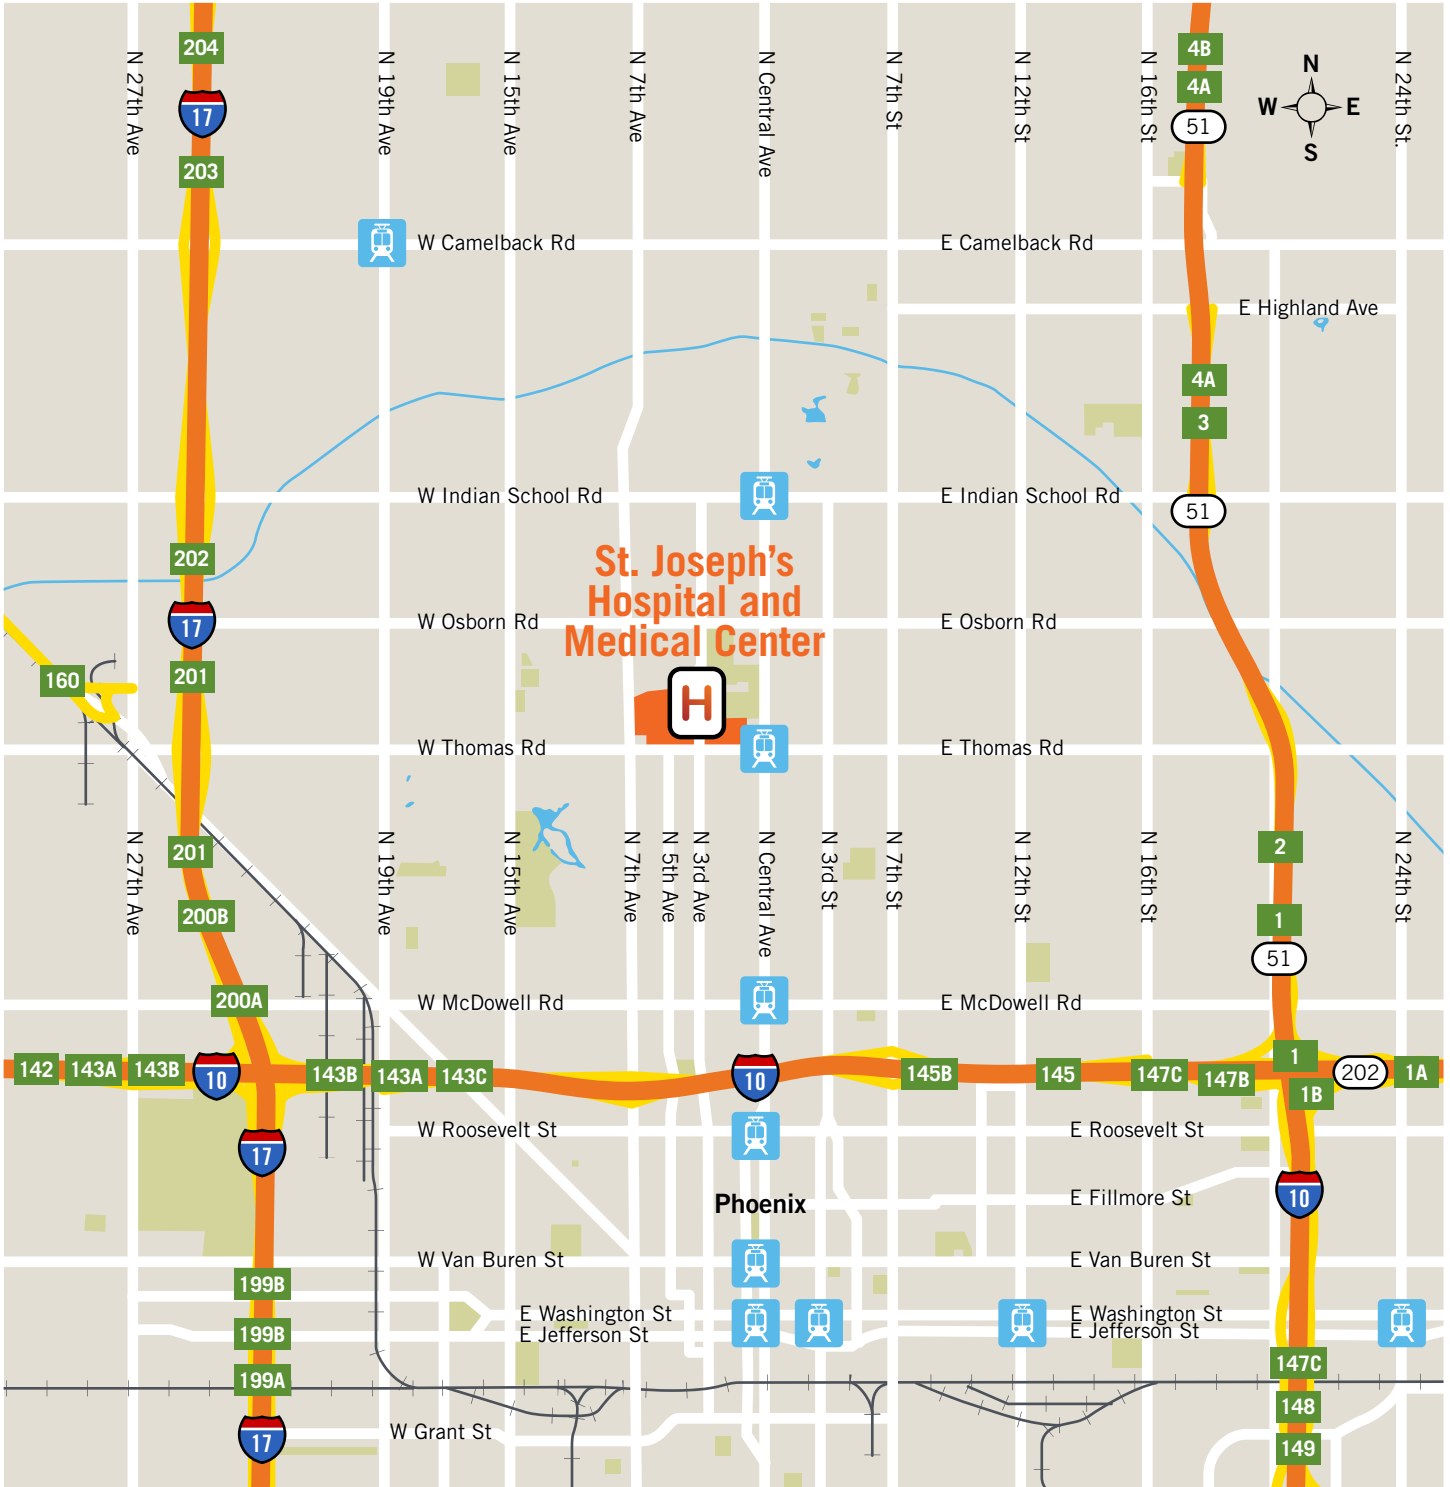 204
17
203
N 27th Ave
N 19th Ave
N 15th Ave
N 7th Ave
N Central Ave
N 7th St
N 12th St
N 16th St
4B
4A
51
N
W
E
S
N 24th St.
W Camelback Rd
E Camelback Rd
E Highland Ave
4A
3
W Indian School Rd
E Indian School Rd
51
202
St. Joseph's
Hospital and
Medical Center
17
W Osborn Rd
E Osborn Rd
160
201
H
W Thomas Rd
E Thomas Rd
201
N 27th Ave
N 19th Ave
N 15th Ave
N 7th Ave
N 5th Ave
N 3rd Ave
N Central Ave
N 3rd St
N 7th St
N 12th St
N 16th St
2
N 24th St
200B
1
51
200A
W McDowell Rd
E McDowell Rd
142
143A
143B
10
143B
143A
143C
10
145B
145
147C
147B
1
202
1A
1B
17
W Roosevelt St
E Roosevelt St
Phoenix
E Fillmore St
10
W Van Buren St
E Van Buren St
199B
E Washington St
E Jefferson St
E Washington St
E Jefferson St
199B
199A
147C
148
17
W Grant St
149